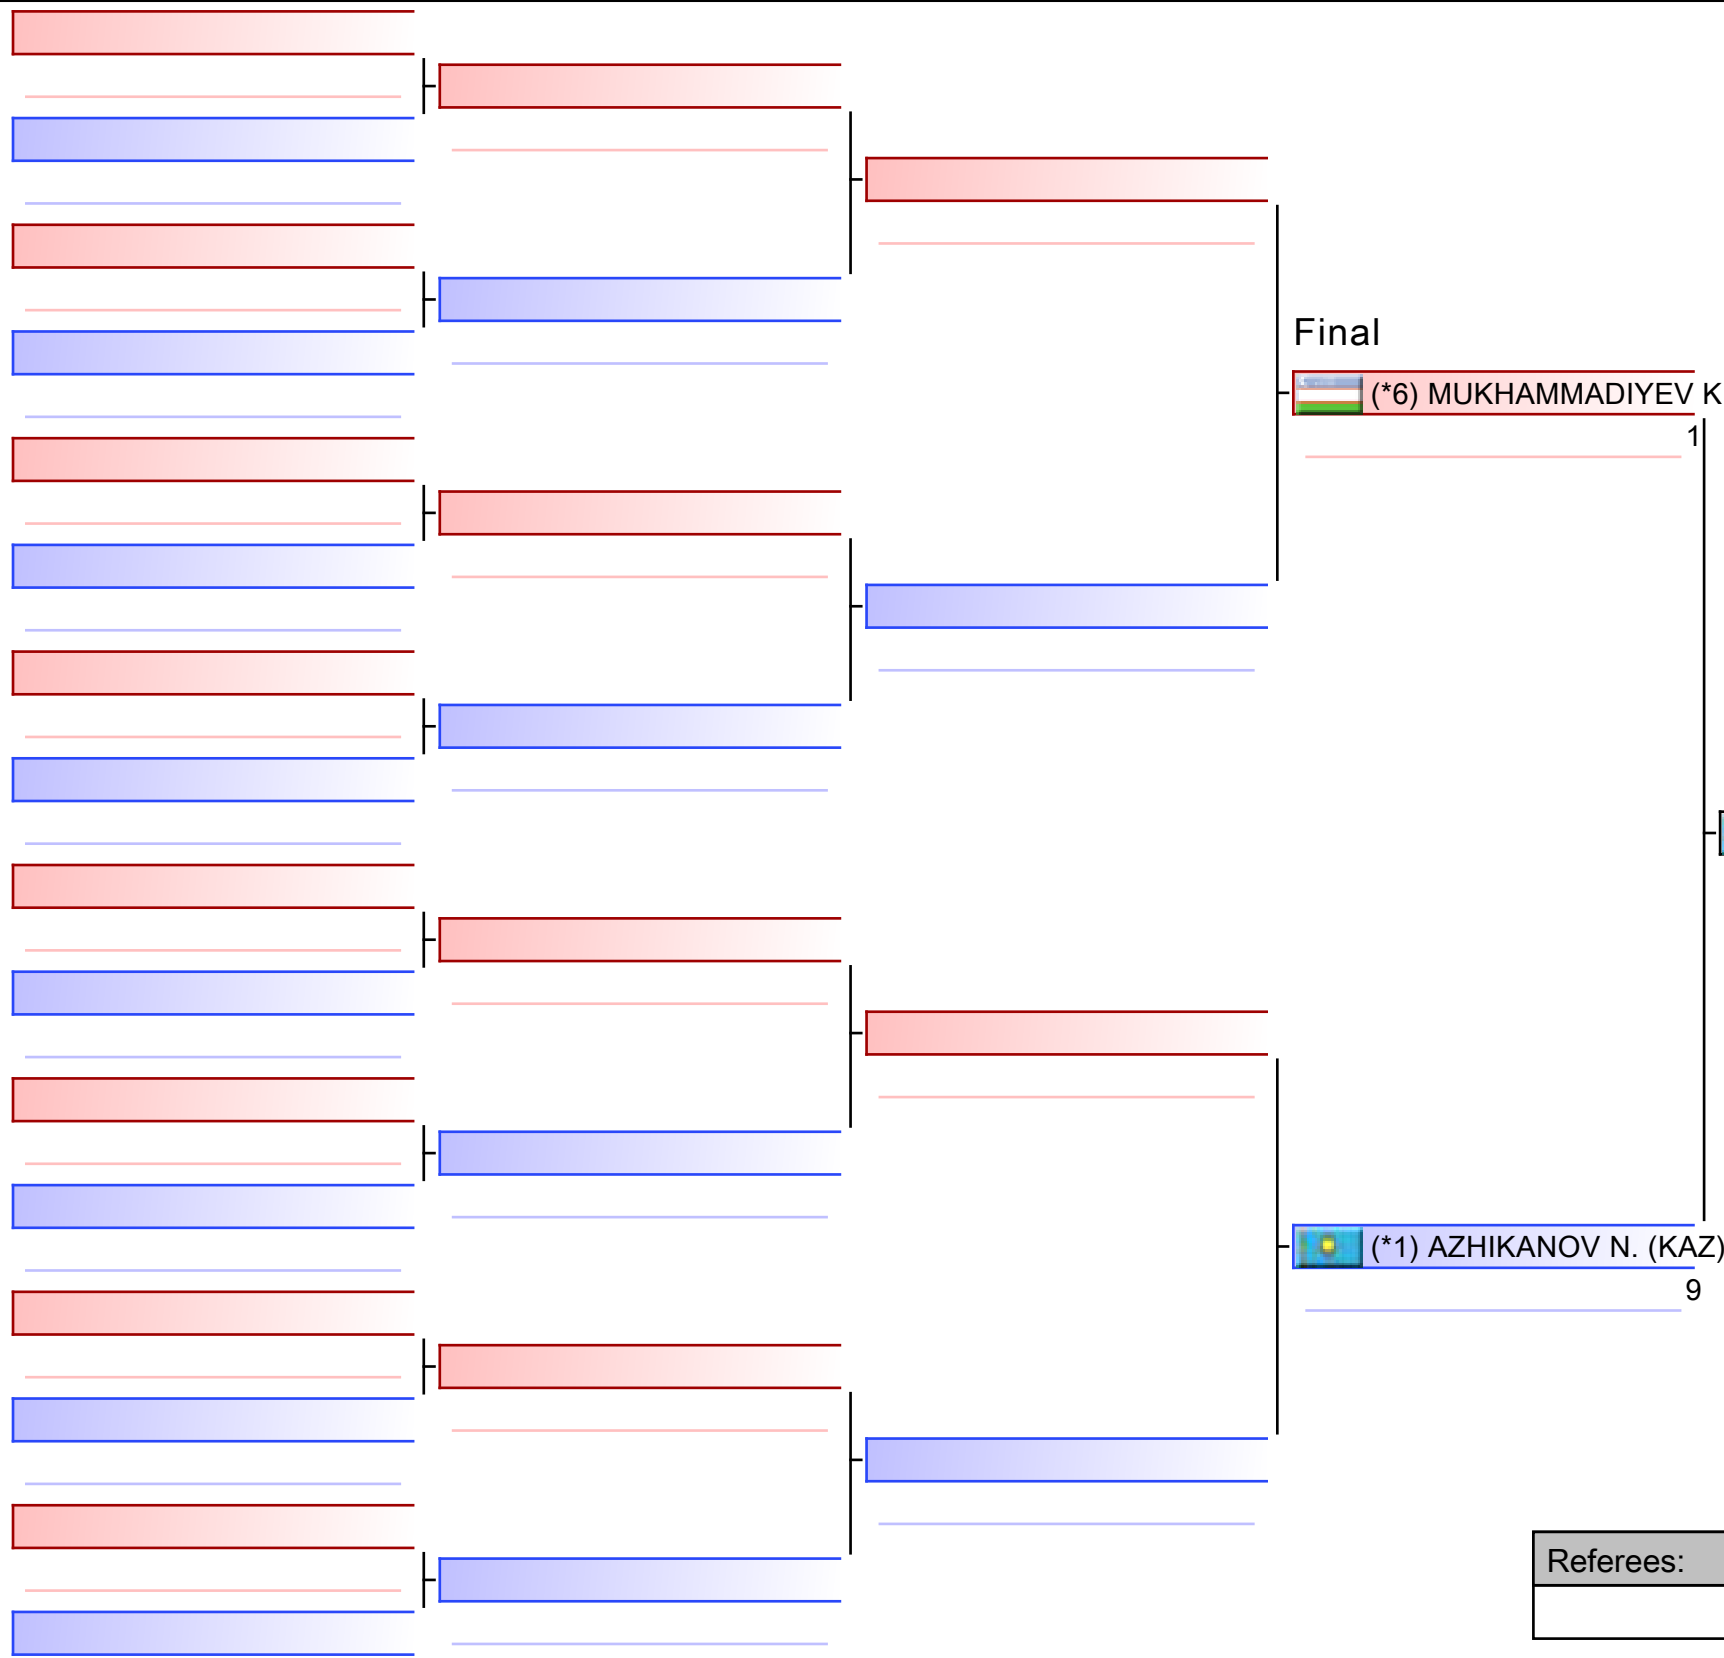 Final
(*6) MUKHAMMADIYEV K
1
(*1) AZHIKANOV N. (KAZ)
9
Referees: